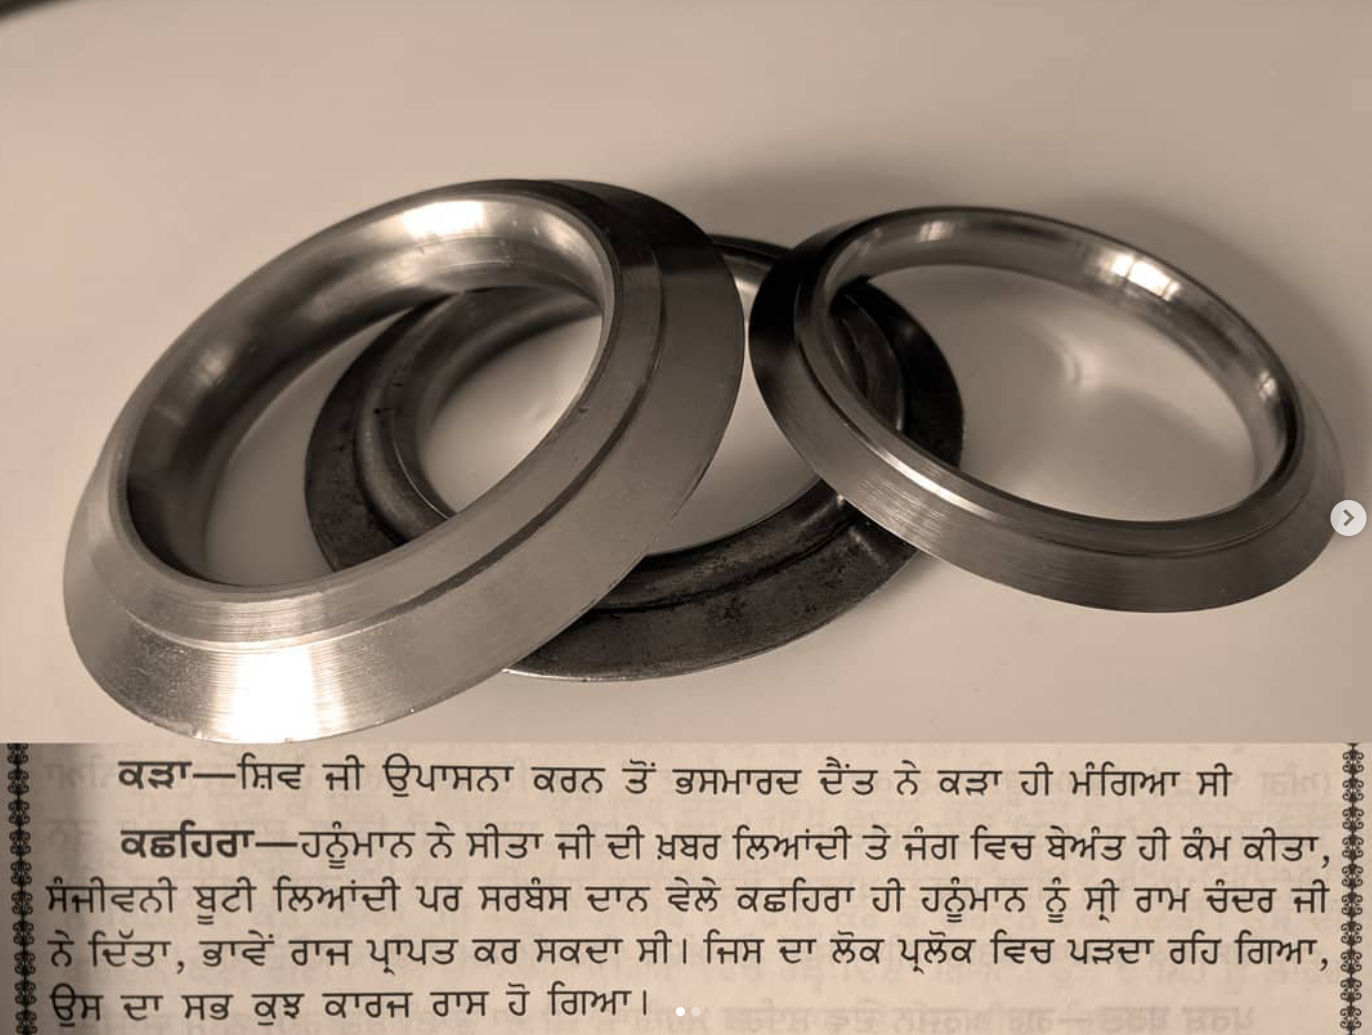 ਕੜਾ—ਸ਼ਿਵ ਜੀ ਉਪਾਸਨਾ ਕਰਨ ਤੋਂ ਭਸਮਾਰਦ ਦੈਂਤ ਨੇ ਕੜਾ ਹੀ ਮੰਗਿਆ ਸੀ
ਕਛਹਿਰਾ—ਹਨੂੰਮਾਨ ਨੇ ਸੀਤਾ ਜੀ ਦੀ ਖ਼ਬਰ ਲਿਆਂਦੀ ਤੇ ਜੰਗ ਵਿਚ ਬੇਅੰਤ ਹੀ ਕੰਮ ਕੀਤਾ,
ਸੰਜੀਵਨੀ ਬੂਟੀ ਲਿਆਂਦੀ ਪਰ ਸਰਬੰਸ ਦਾਨ ਵੇਲੇ ਕਛਹਿਰਾ ਹੀ ਹਨੂੰਮਾਨ ਨੂੰ ਸ੍ਰੀ ਰਾਮ ਚੰਦਰ ਜੀ
ਨੇ ਦਿੱਤਾ, ਭਾਵੇਂ ਰਾਜ ਪ੍ਰਾਪਤ ਕਰ ਸਕਦਾ ਸੀ। ਜਿਸ ਦਾ ਲੋਕ ਪ੍ਰਲੋਕ ਵਿਚ ਪੜਦਾ ਰਹਿ ਗਿਆ,
ਉਸ ਦਾ ਸਭ ਕੁਝ ਕਾਰਜ ਰਾਸ ਹੋ ਗਿਆ।